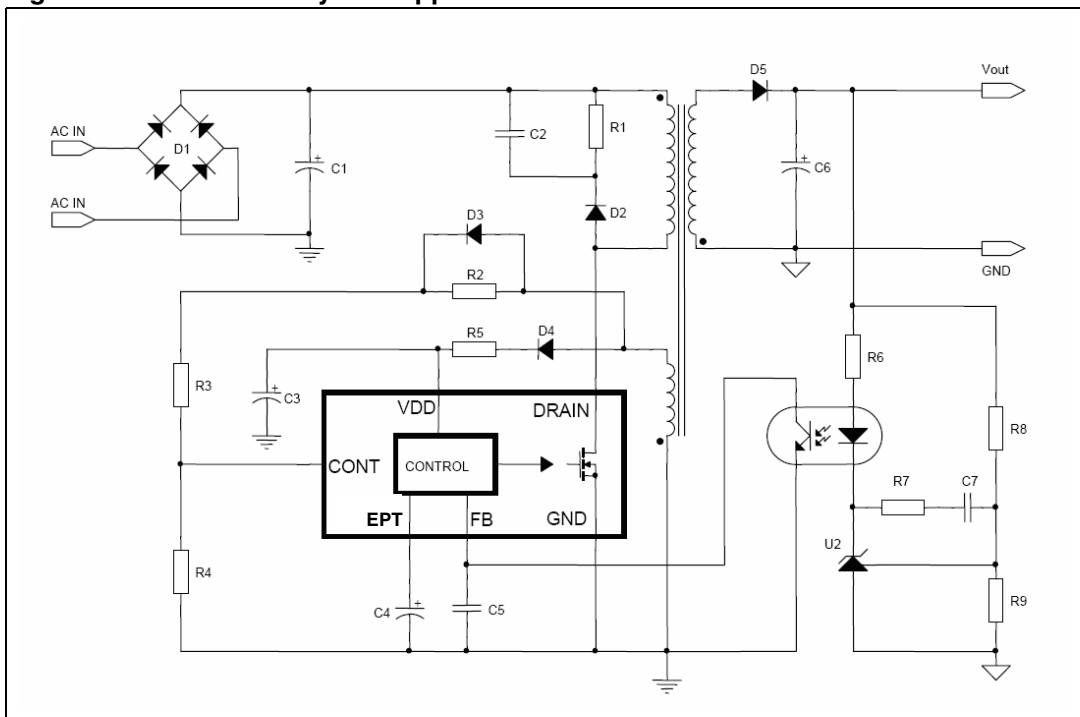 D5
Vout
AC IN
D1
C1
C2
R1
C6
AC IN
D3
D2
GND
R2
R5
D4
R6
R3
C3
VDD
DRAIN
R8
CONT
CONTROL
R7
C7
EPT
FB
GND
U2
R4
C4
C5
R9